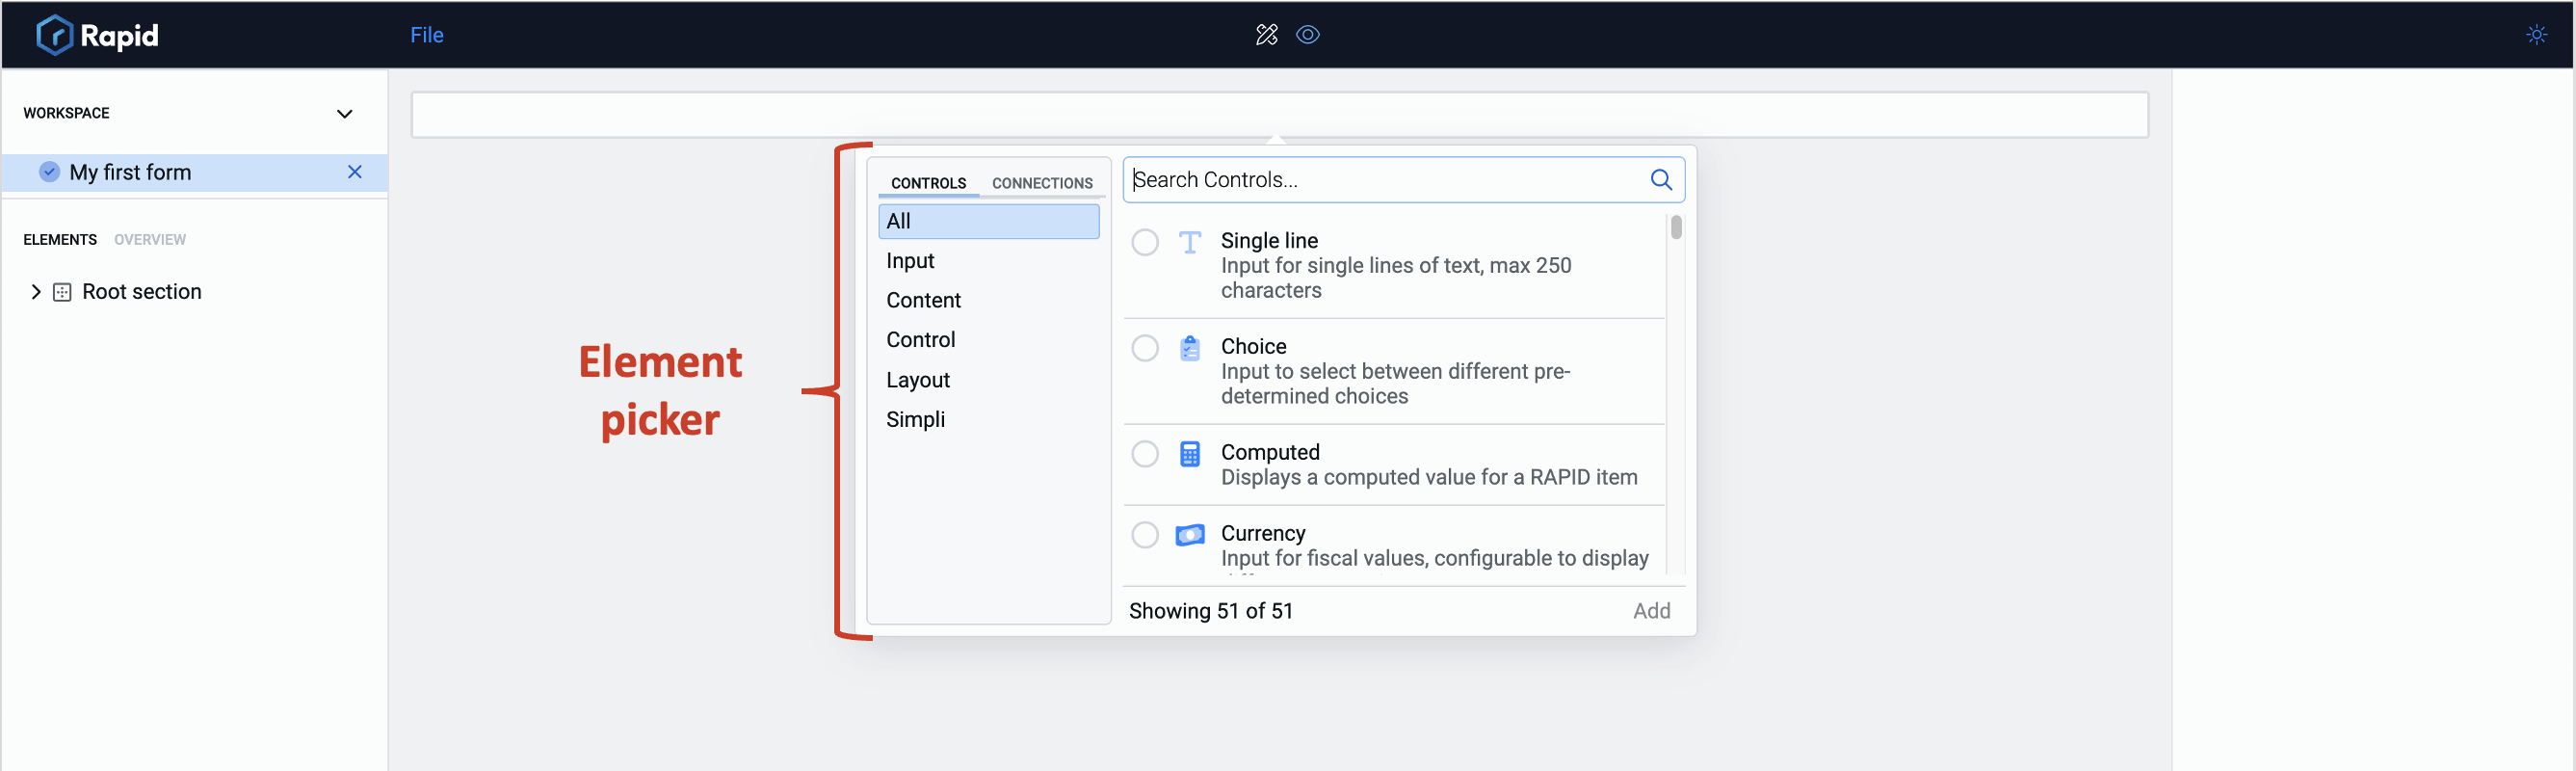 Rapid
File
WORKSPACE
My first form
ELEMENTS OVERVIEW
Root section
Element
picker
CONTROLS CONNECTIONS
All
Input
Content
Control
Layout
Simpli
Search Controls...
Single line
Input for single lines of text, max 250
characters
Choice
Input to select between different pre-
determined choices
Computed
Displays a computed value for a RAPID item
Currency
Input for fiscal values, configurable to display
Showing 51 of 51
Add